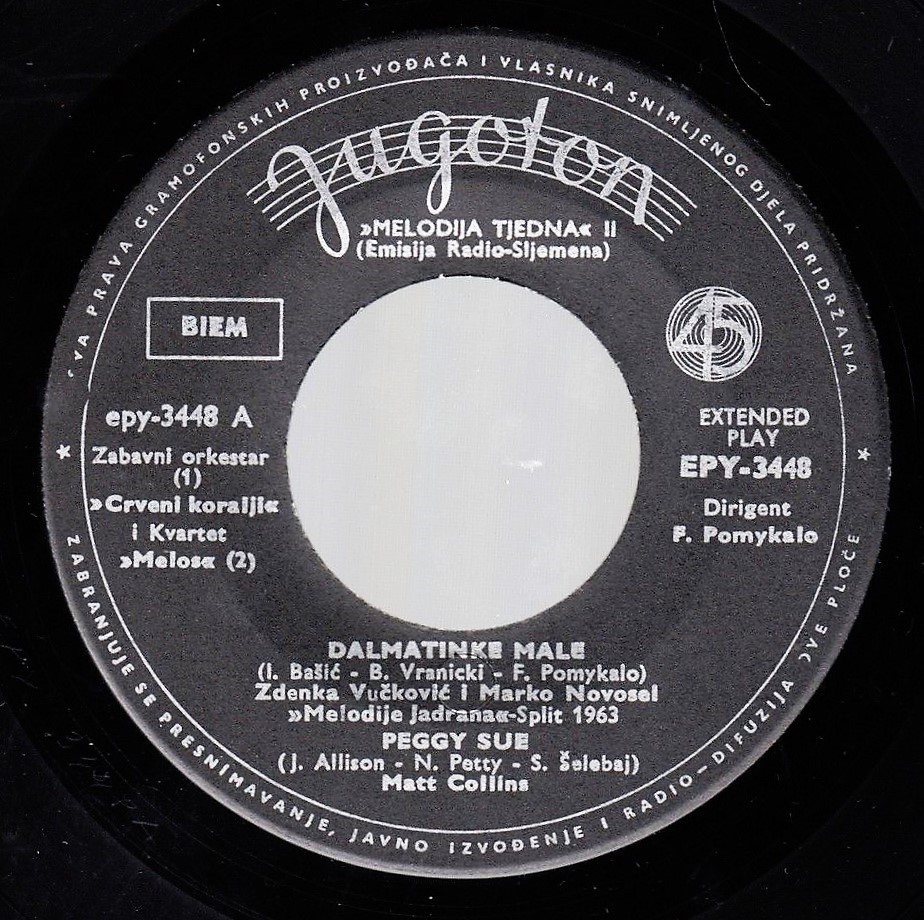 SVA PRAVA GRAMOFONSKIH PROIZVOĐAČA I VLASNIKA SNIMLJENOG DJELA PRIDRŽANA
Jugoton
»MELODIJA TJEDNA« II
(Emisija Radio-Sljemena)
BIEM
45
epy-3448 A
Zabavni orkestar
(1)
»Crveni koralji«
i Kvartet
»Melos« (2)
EXTENDED
PLAY
EPY-3448
Dirigent
F. Pomykalo
DALMATINKE MALE
(I. Bašić - B. Vranicki - F. Pomykalo)
Zdenka Vučković i Marko Novosel
»Melodije Jadrana«-Split 1963
PEGGY SUE
(J. Allison - N. Petty - S. Šelebaj)
Matt Collins
ZABRANJUJE SE PRESNIMAVANJE, JAVNO IZVOĐENJE I RADIO-DIFUZIJA OVE PLOČE